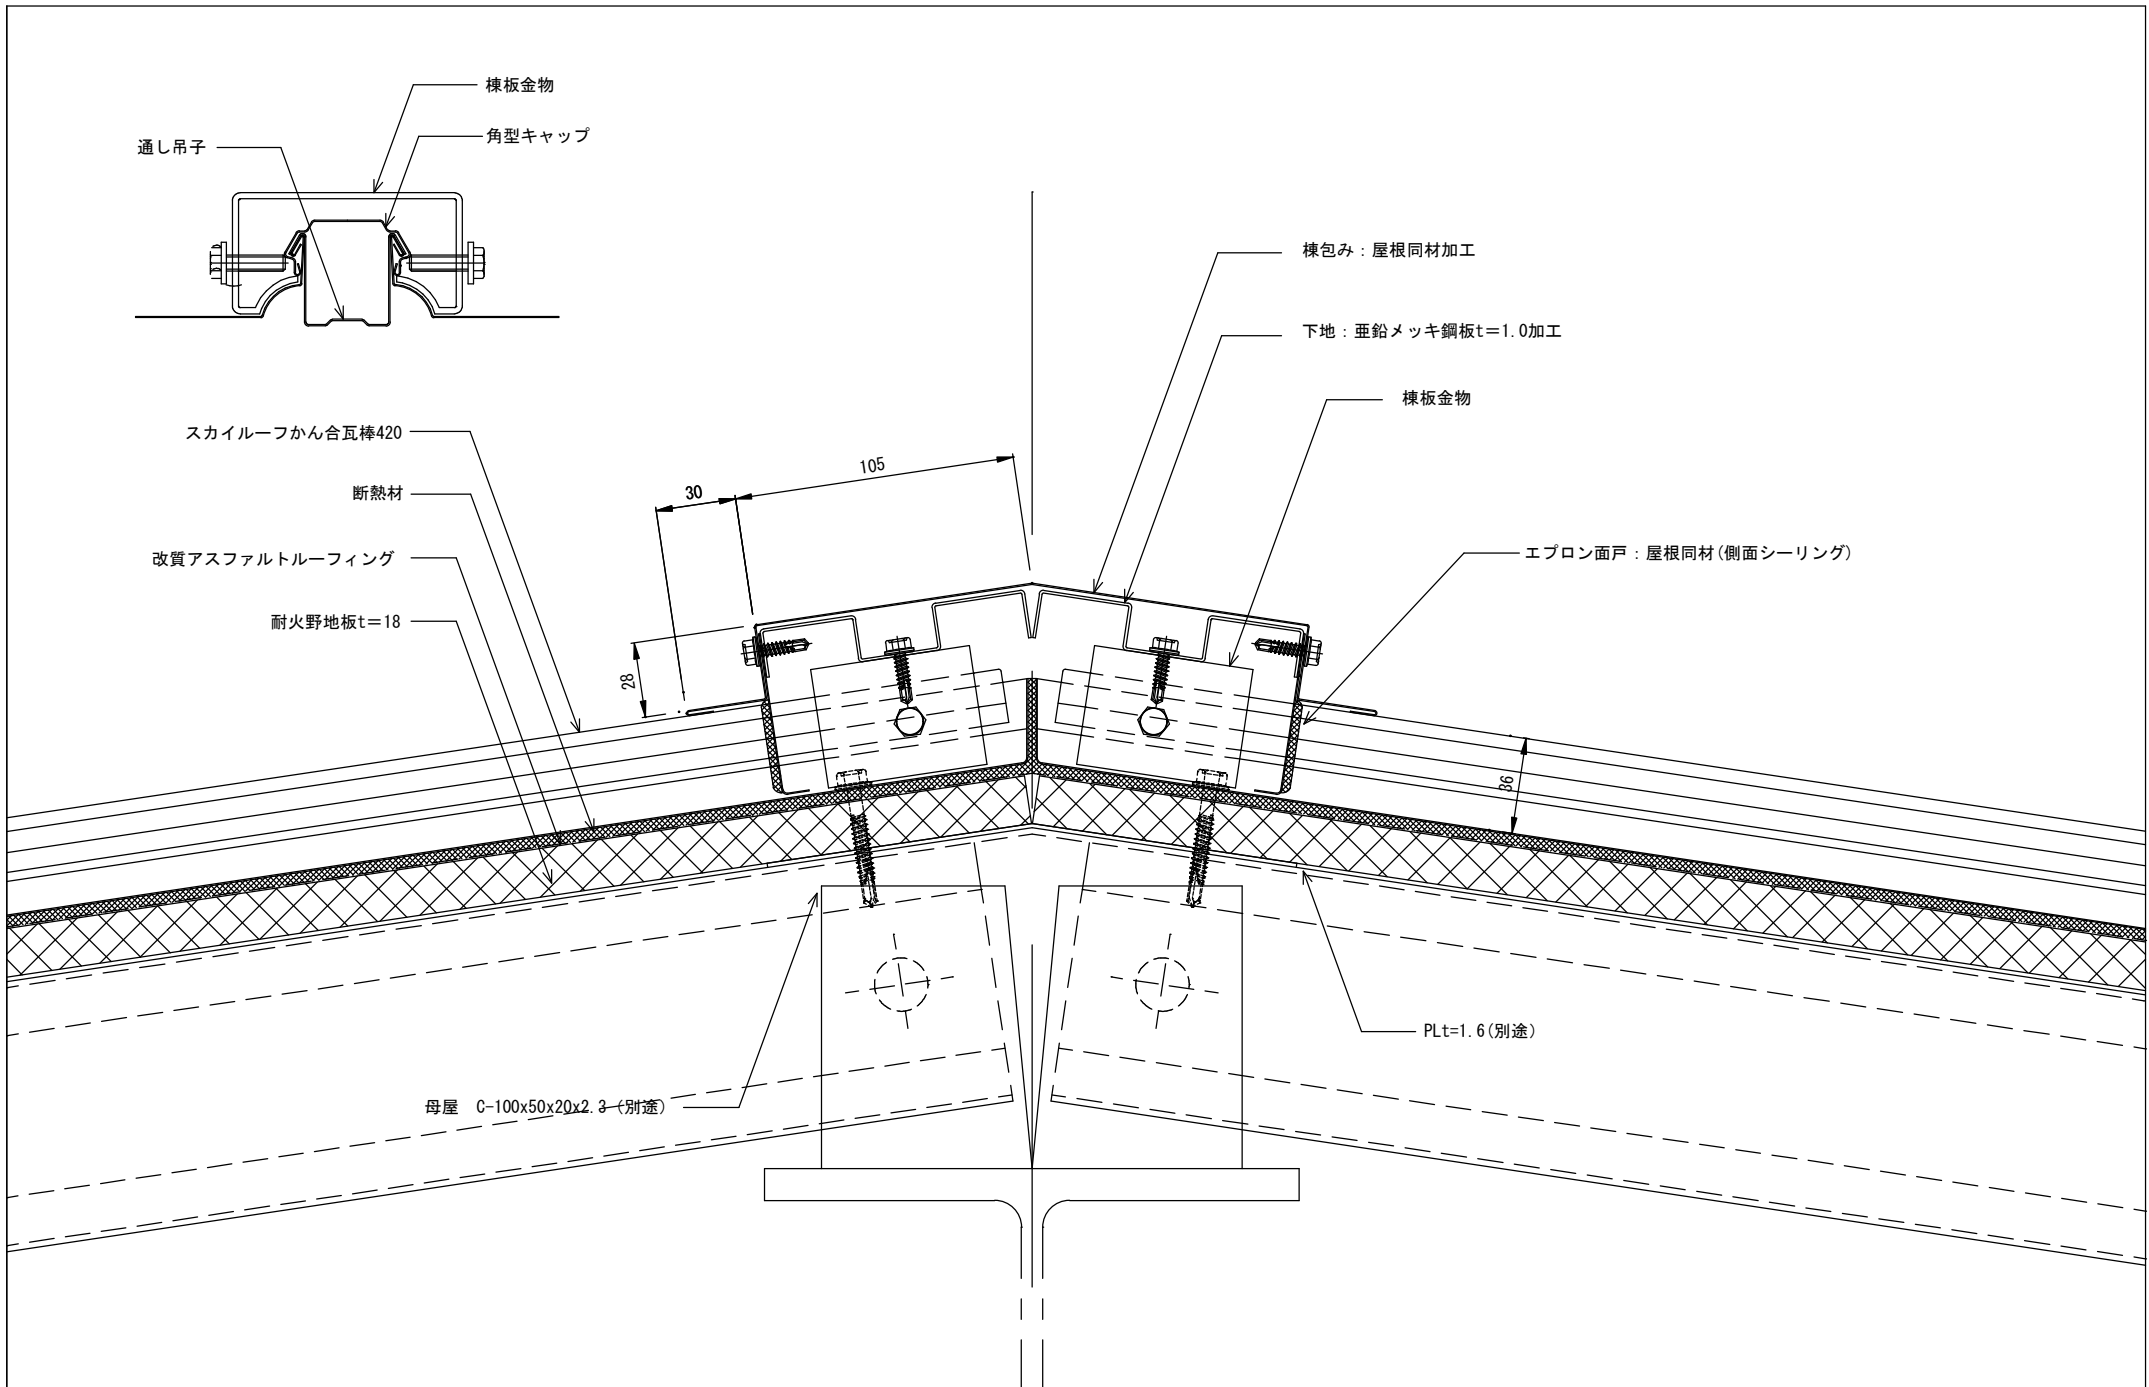 棟板金物
角型キャップ
通し吊子
棟包み：屋根同材加工
下地：亜鉛メッキ鋼板t＝1.0加工
棟板金物
スカイルーフかん合瓦棒420
105
30
断熱材
エプロン面戸：屋根同材(側面シーリング)
改質アスファルトルーフィング
耐火野地板t＝18
28
36
PLt=1.6(別途)
母屋　C-100x50x20x2.3（別途）